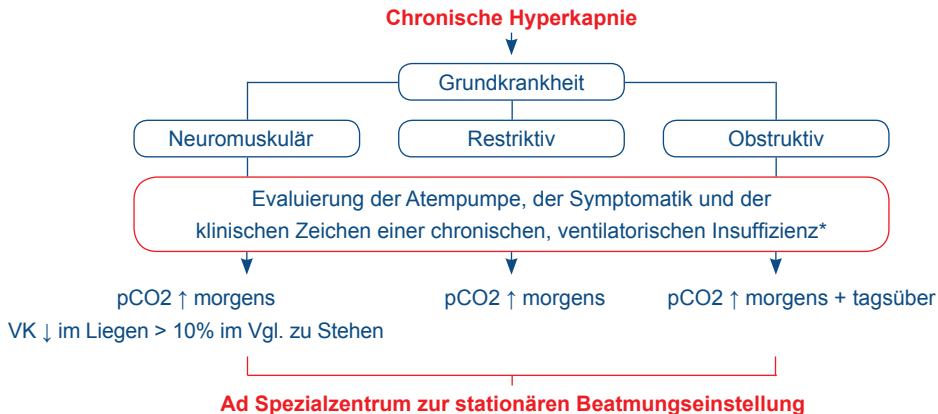 Chronische Hyperkapnie
Grundkrankheit
Neuromuskulär
Restriktiv
Obstruktiv
Evaluierung der Atempumpe, der Symptomatik und der
klinischen Zeichen einer chronischen, ventilatorischen Insuffizienz*
pCO2 ↑ morgens
VK ↓ im Liegen > 10% im Vgl. zu Stehen
pCO2 ↑ morgens
pCO2 ↑ morgens + tagsüber
Ad Spezialzentrum zur stationären Beatmungseinstellung